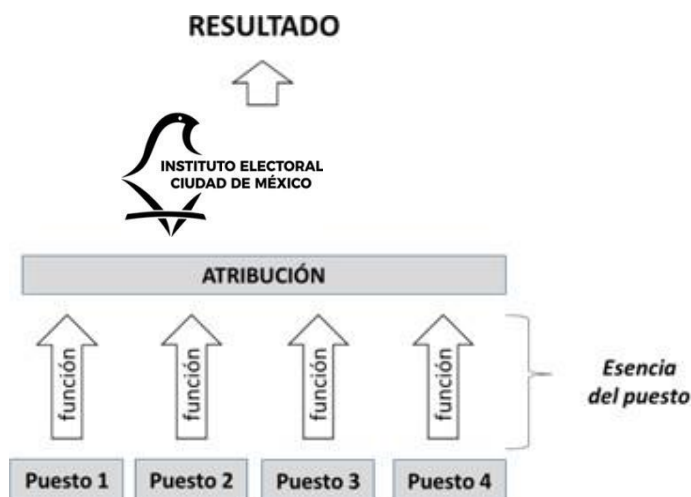 RESULTADO
INSTITUTO ELECTORAL
CIUDAD DE MÉXICO
ATRIBUCIÓN
función función función función
Esencia
del puesto
Puesto 1 Puesto 2 Puesto 3 Puesto 4